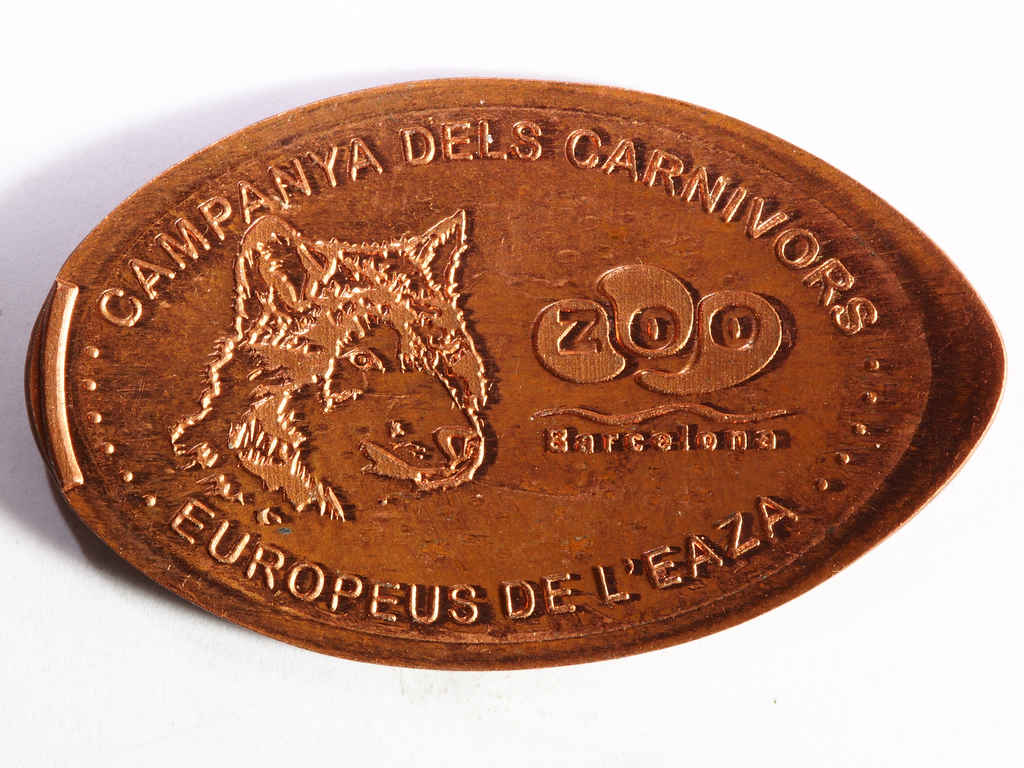 CAMPANYA DELS CARNIVORS
ZOO
Barcelona
EUROPEUS DE L'EAZA